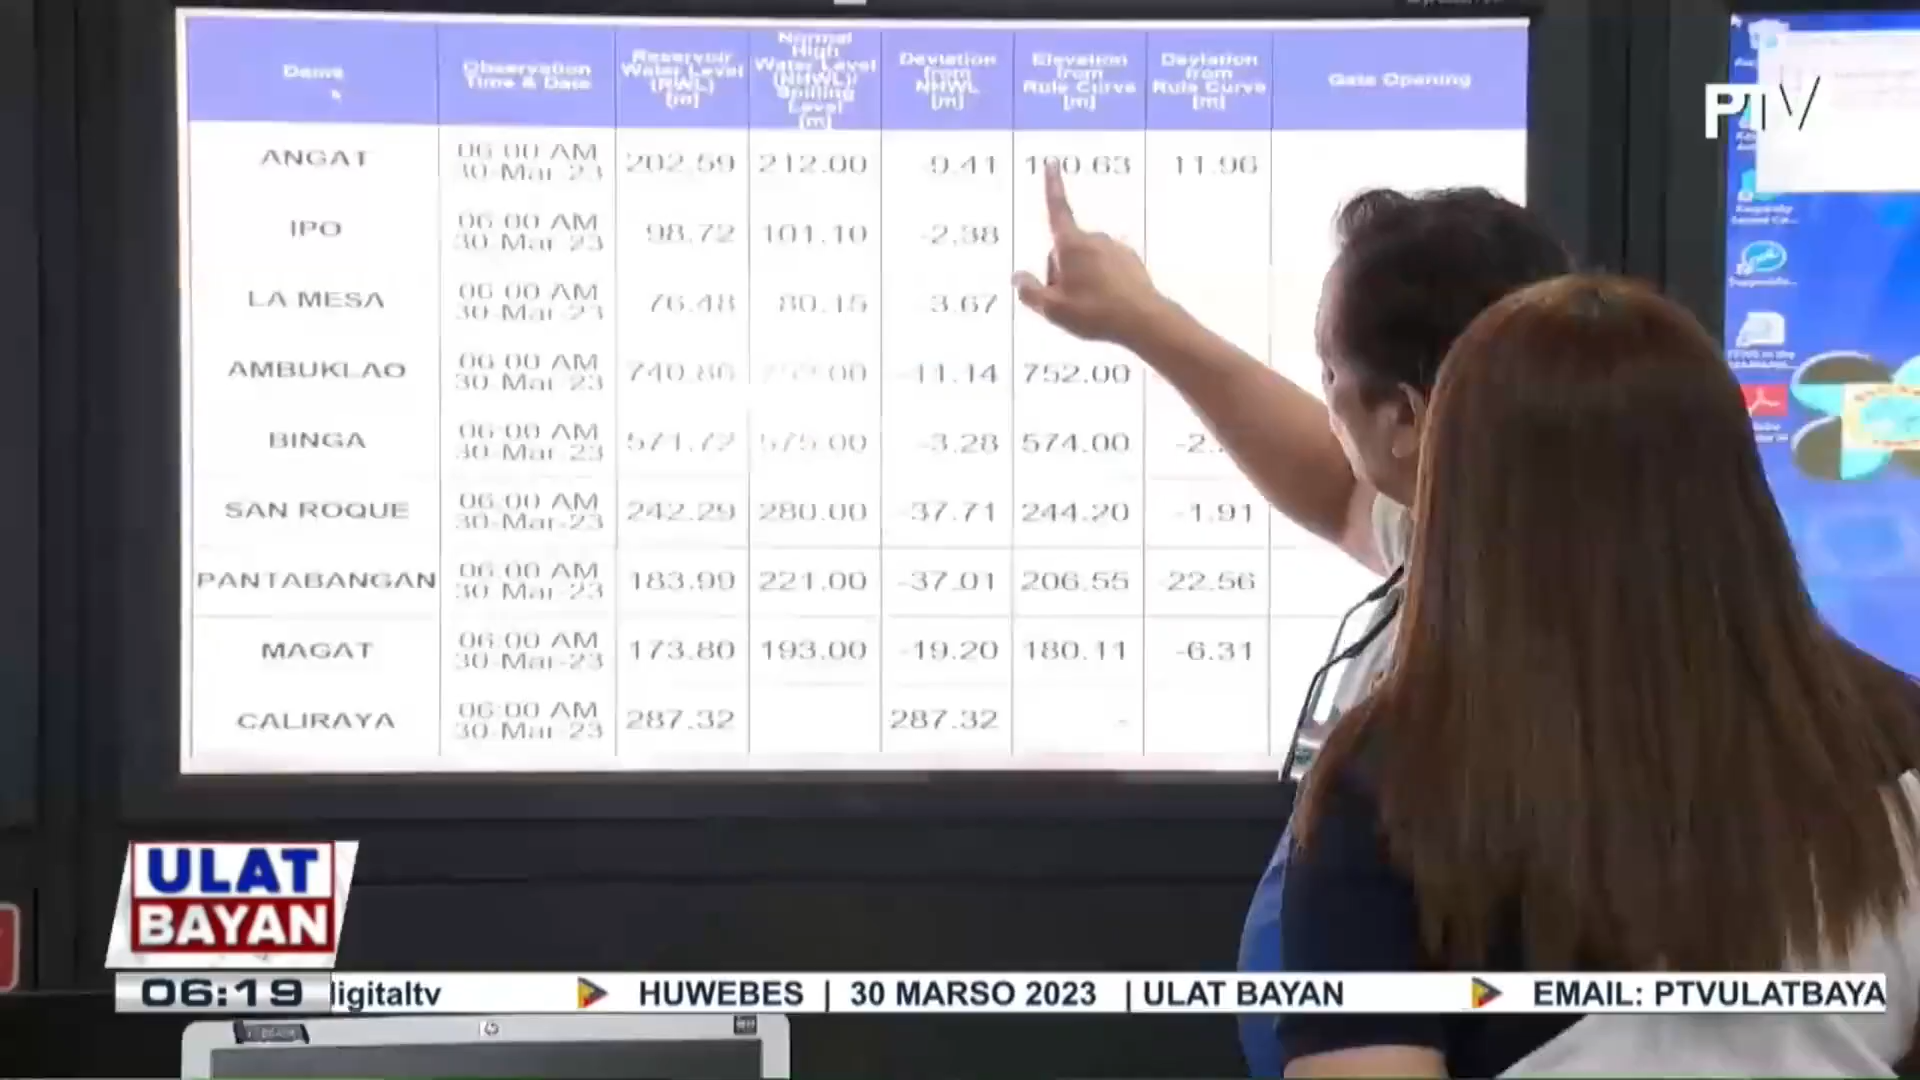 Dams
Observation
Time & Date
Reservoir
Water Level
(RWL)
[m]
Normal
High
Water Level
(NHWL)/
Spilling
Level
[m]
Deviation
from
NHWL
[m]
Elevation
from
Rule Curve
[m]
Deviation
from
Rule Curve
[m]
Gate Opening
ANGAT 06:00 AM 30-Mar-23 202.59 212.00 -9.41 190.63 11.96
IPO 06:00 AM 30-Mar-23 98.72 101.10 -2.38
LA MESA 06:00 AM 30-Mar-23 76.48 80.15 -3.67
AMBUKLAO 06:00 AM 30-Mar-23 740.86 -11.14 752.00
BINGA 06:00 AM 30-Mar-23 571.72 575.00 -3.28 574.00
SAN ROQUE 06:00 AM 30-Mar-23 242.29 280.00 -37.71 244.20 -1.91
PANTABANGAN 06:00 AM 30-Mar-23 183.99 221.00 -37.01 206.55 -22.56
MAGAT 06:00 AM 30-Mar-23 173.80 193.00 -19.20 180.11 -6.31
CALIRAYA 06:00 AM 30-Mar-23 287.32 287.32 -
PTV
ULAT
BAYAN
06:19 digitaltv HUWEBES | 30 MARSO 2023 | ULAT BAYAN EMAIL: PTVULATBAYA